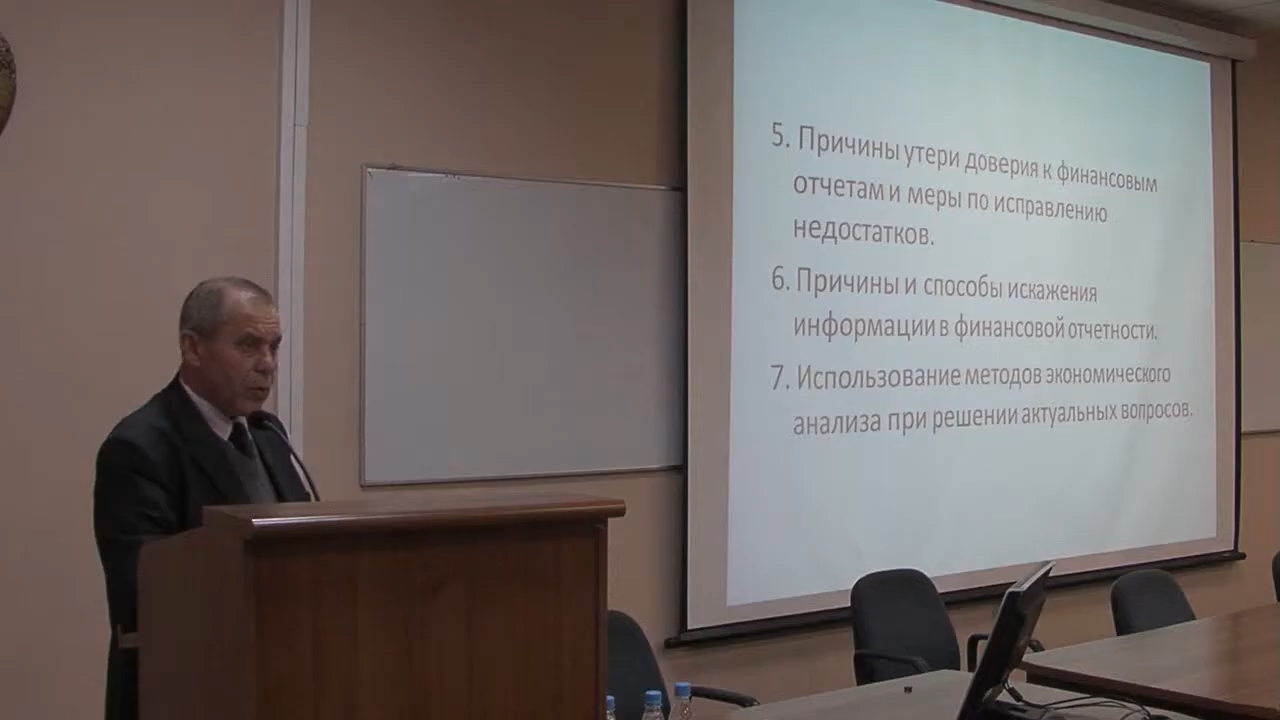 5. Причины утери доверия к финансовым
отчетам и меры по исправлению
недостатков.
6. Причины и способы искажения
информации в финансовой отчетности.
7. Использование методов экономического
анализа при решении актуальных вопросов.